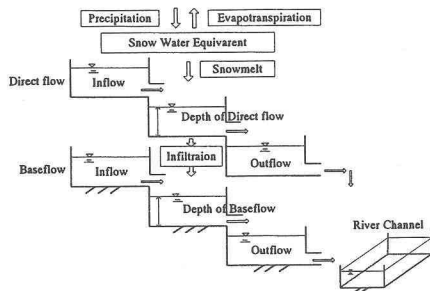 Precipitation
Evapotranspiration
Snow Water Equivarent
Snowmelt
Direct flow
Inflow
Depth of Direct flow
Infiltraion
Outflow
Baseflow
Inflow
Depth of Baseflow
Outflow
River Channel